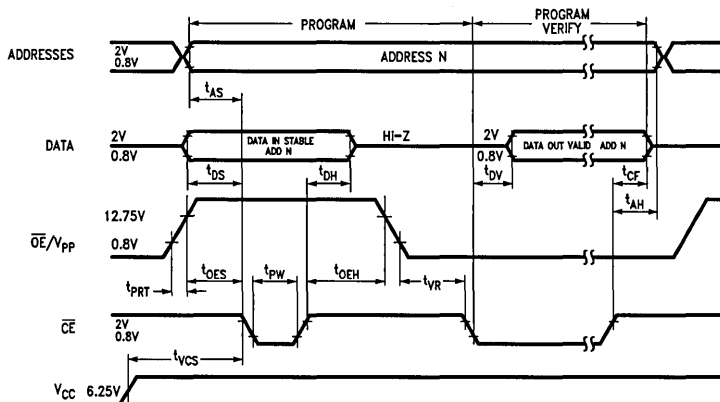 PROGRAM
PROGRAM
VERIFY
ADDRESSES
2V
0.8V
ADDRESS N
tAS
DATA
2V
0.8V
DATA IN STABLE
ADD N
HI-Z
2V
0.8V
DATA OUT VALID ADD N
tDS
tDH
tDV
tCF
tAH
12.75V
OE/VPP
0.8V
tPRT
tOES
tPW
tOEH
tVR
CE
2V
0.8V
tVCS
VCC
6.25V